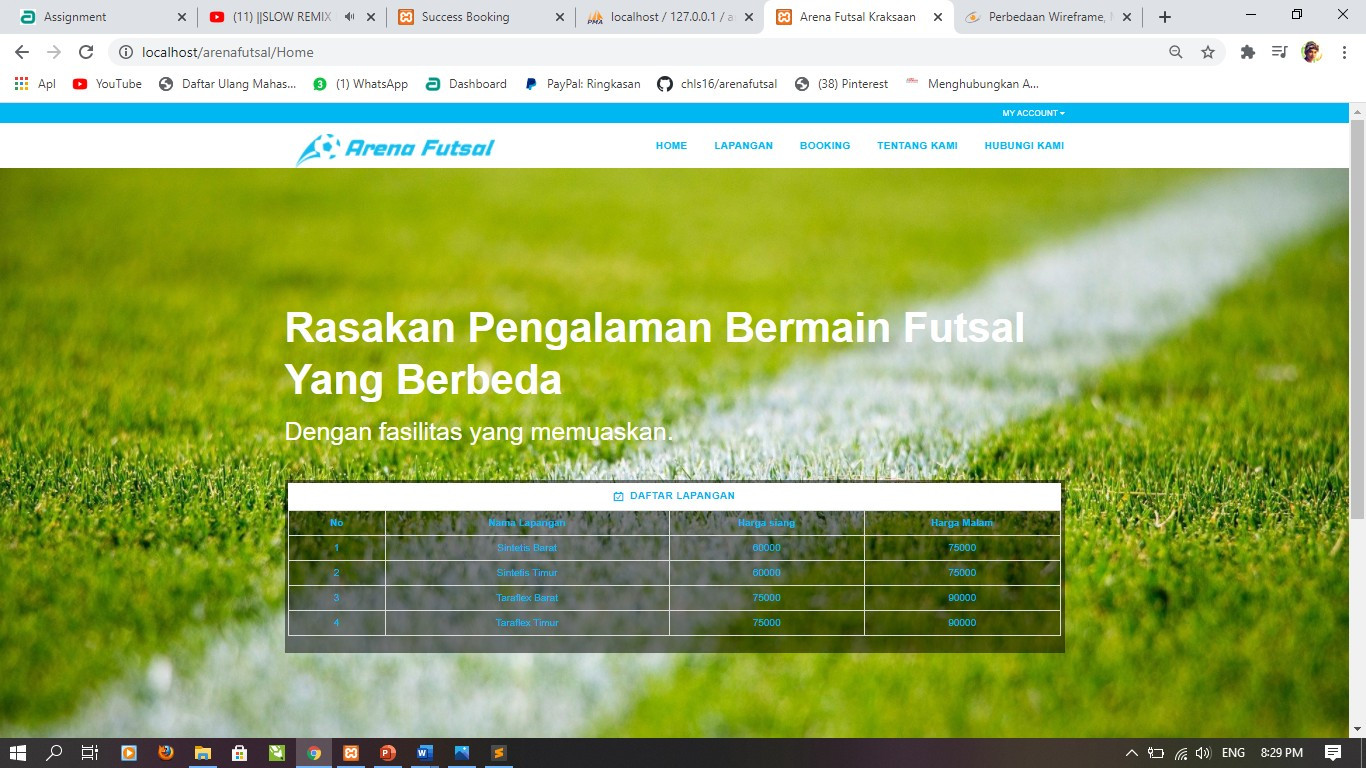 Assignment
(11) ||SLOW REMIX
Success Booking
localhost / 127.0.0.1 / a
Arena Futsal Kraksaan
Perbedaan Wireframe,
localhost/arenafutsal/Home
Apl
YouTube
Daftar Ulang Mahas...
3
(1) WhatsApp
Dashboard
PayPal: Ringkasan
chls16/arenafutsal
(38) Pinterest
Menghubungkan A...
MY ACCOUNT
Arena Futsal
HOME LAPANGAN BOOKING TENTANG KAMI HUBUNGI KAMI
Rasakan Pengalaman Bermain Futsal
Yang Berbeda
Dengan fasilitas yang memuaskan.
DAFTAR LAPANGAN
No Nama Lapangan Harga siang Harga Malam
1 Sintetis Barat 60000 75000
2 Sintetis Timur 60000 75000
3 Taraflex Barat 75000 90000
4 Taraflex Timur 75000 90000
ENG 8:29 PM